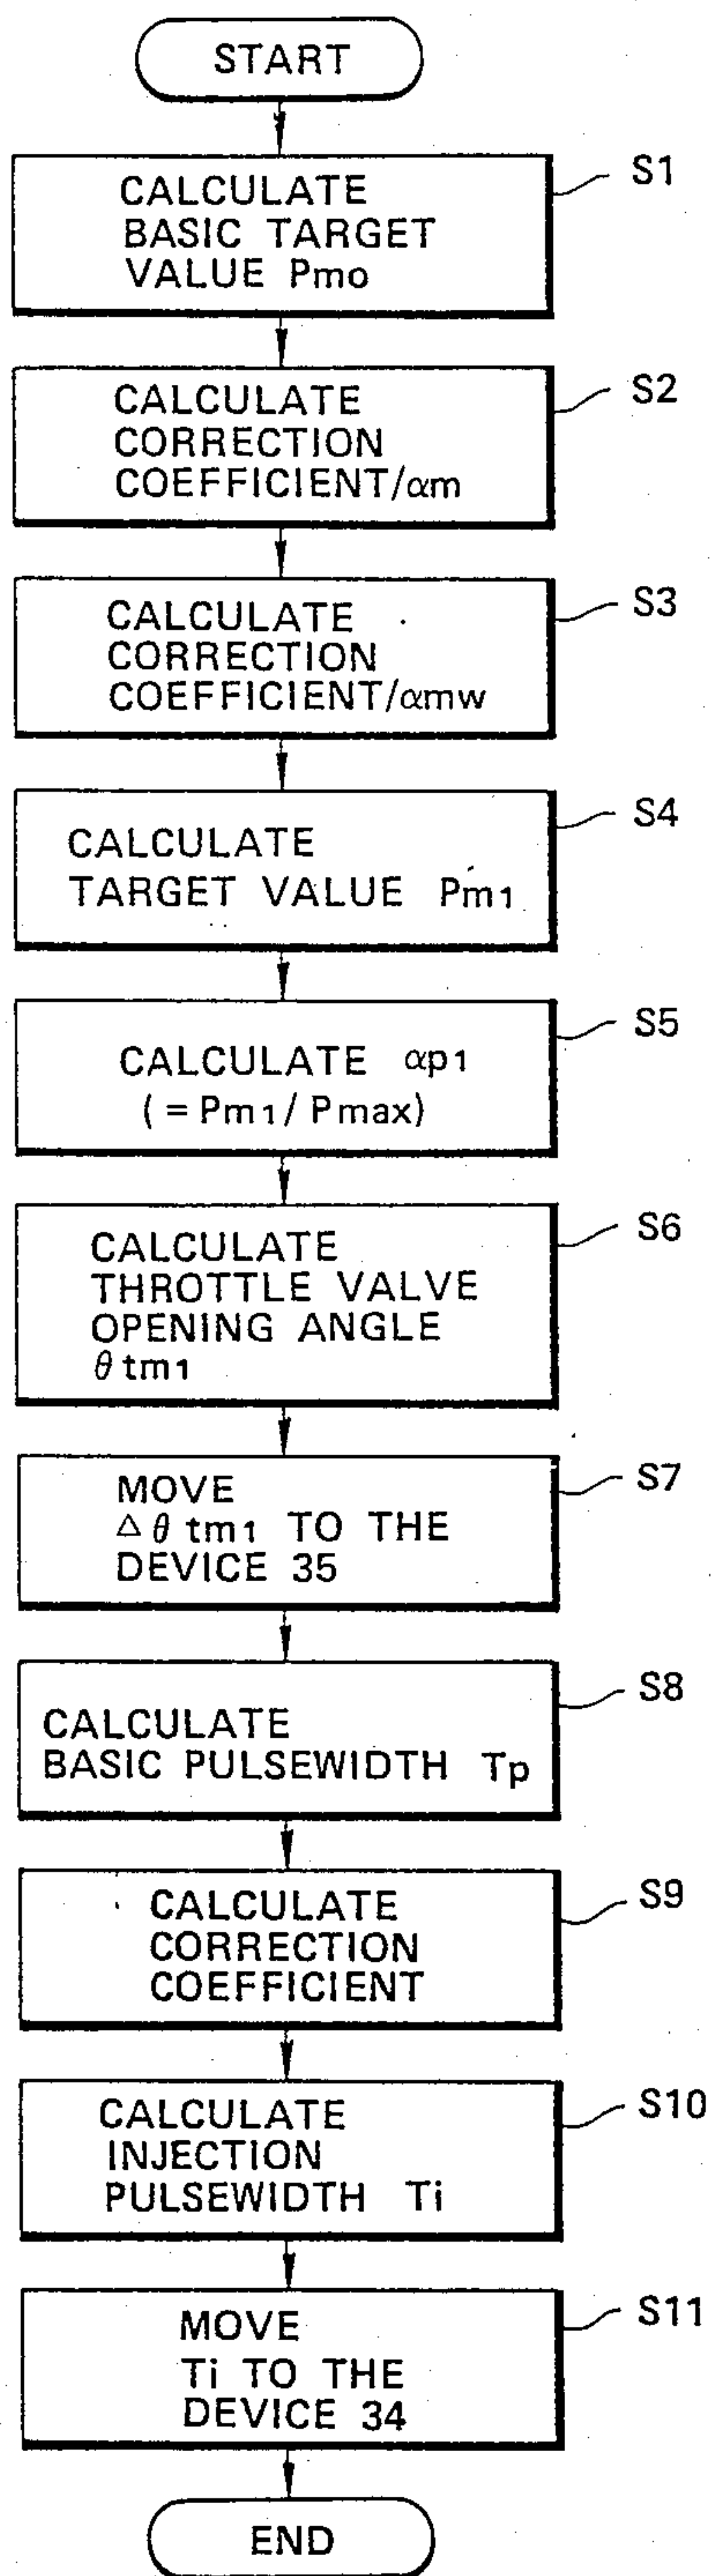 START
S1
CALCULATE
BASIC TARGET
VALUE Pmo
S2
CALCULATE
CORRECTION
COEFFICIENT/αm
S3
CALCULATE
CORRECTION
COEFFICIENT/αmw
S4
CALCULATE
TARGET VALUE Pm1
S5
CALCULATE αp1
(=Pm1/Pmax)
S6
CALCULATE
THROTTLE VALVE
OPENING ANGLE
θtm1
S7
MOVE
Δθtm1 TO THE
DEVICE 35
S8
CALCULATE
BASIC PULSEWIDTH Tp
S9
CALCULATE
CORRECTION
COEFFICIENT
S10
CALCULATE
INJECTION
PULSEWIDTH Ti
S11
MOVE
Ti TO THE
DEVICE 34
END